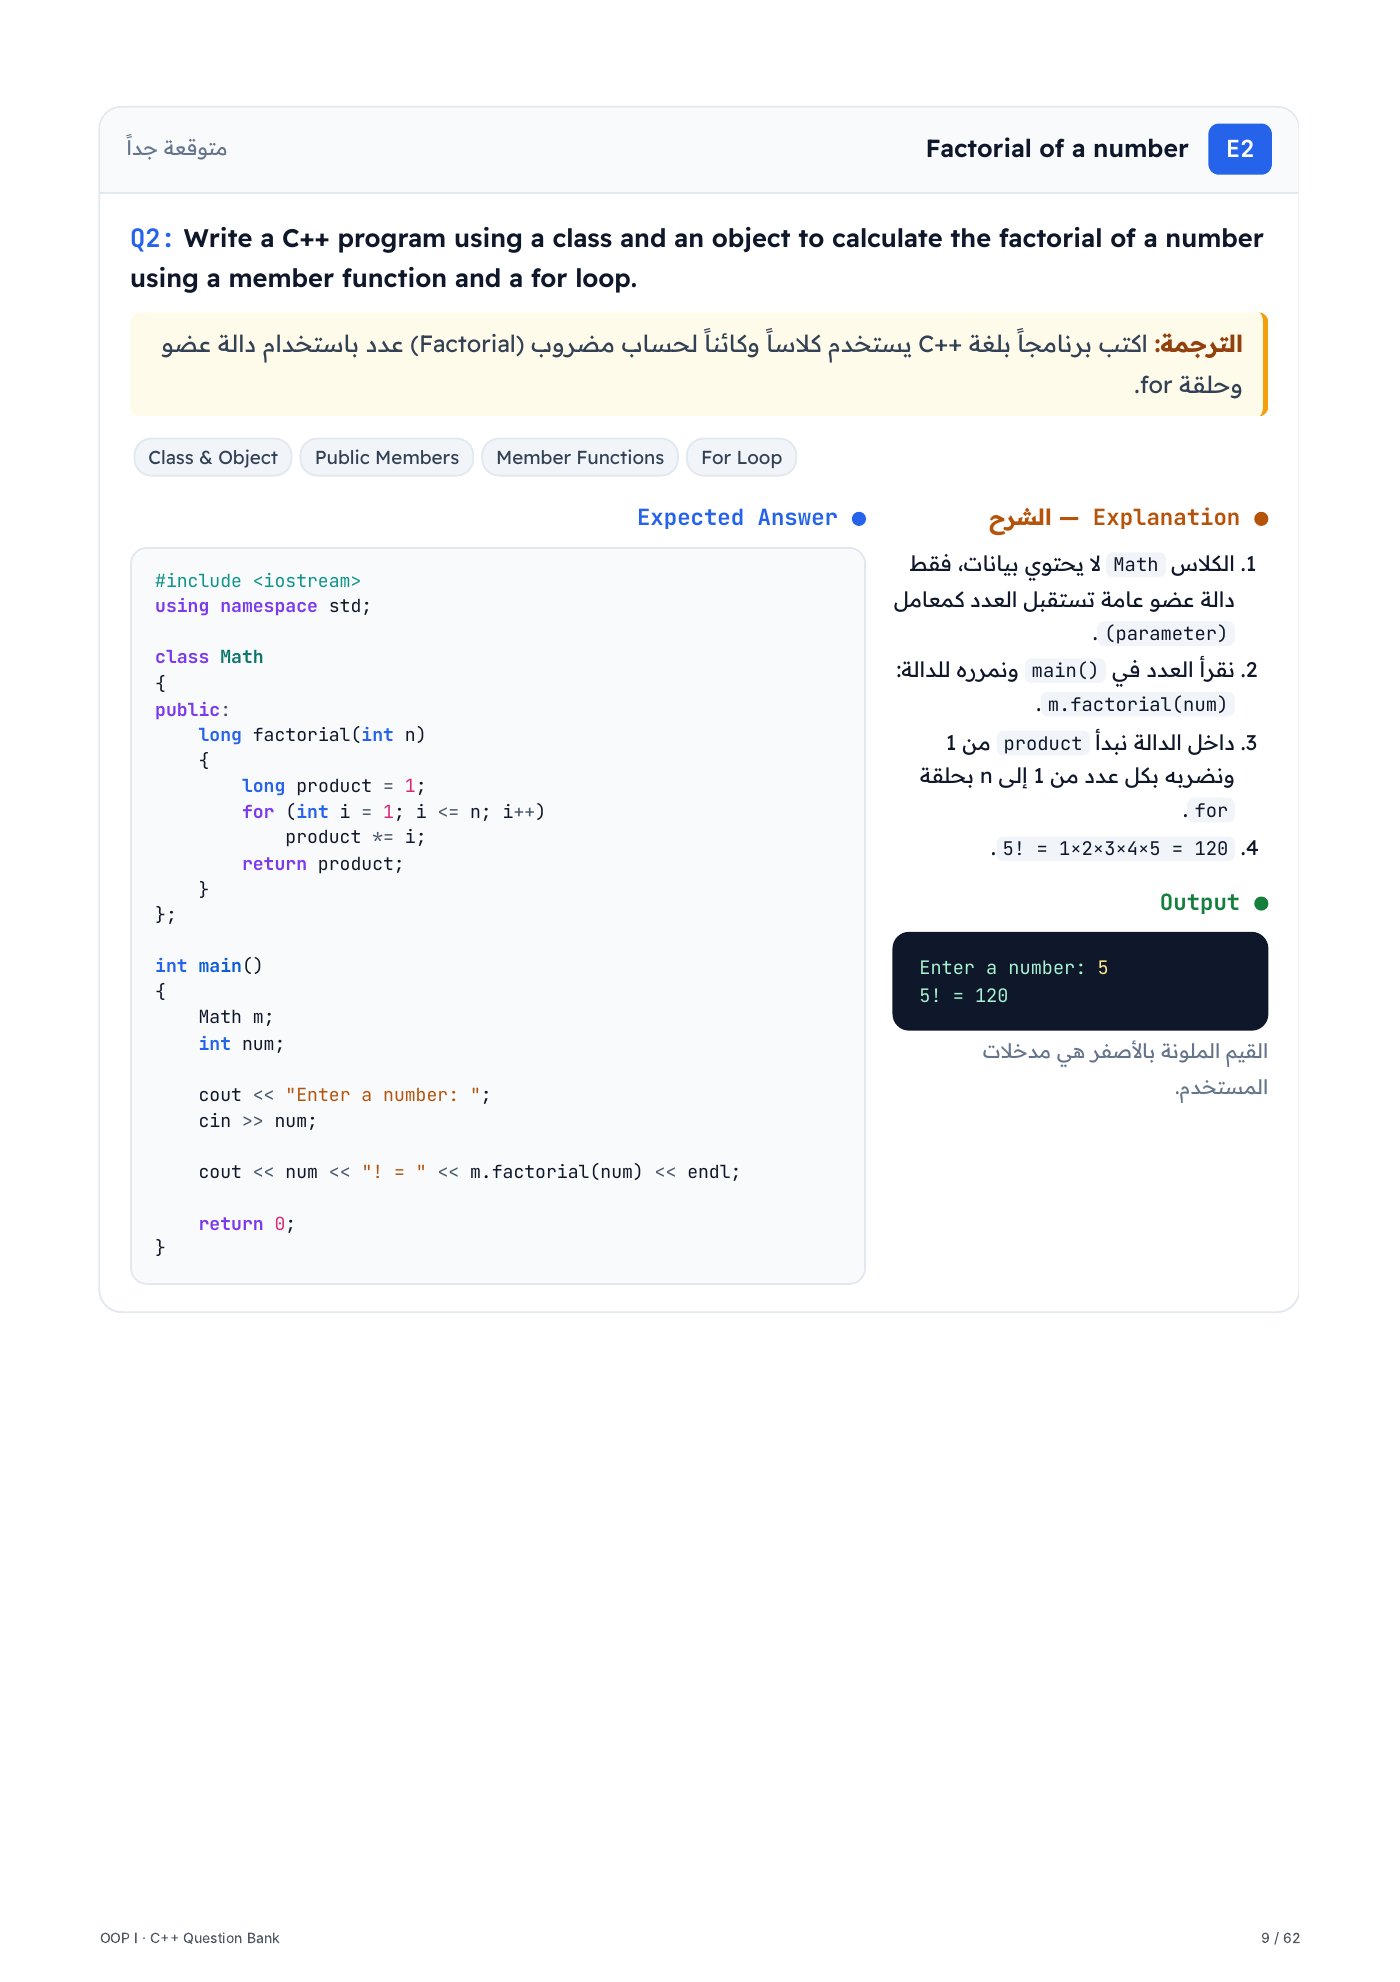 E2 Factorial of a number
متوقعة جداً
Q2: Write a C++ program using a class and an object to calculate the factorial of a number
using a member function and a for loop.
الترجمة: اكتب برنامجاً بلغة C++ يستخدم كلاساً وكائناً لحساب مضروب (Factorial) عدد باستخدام دالة عضو
وحلقة for.
Class & Object Public Members Member Functions For Loop
Explanation — الشرح
1. الكلاس Math لا يحتوي بيانات، فقط
دالة عضو عامة تستقبل العدد كمعامل
(parameter).
2. نقرأ العدد في main() ونمرره للدالة:
m.factorial(num).
3. داخل الدالة نبدأ product من 1
ونضربه بكل عدد من 1 إلى n بحلقة
for.
4. 5! = 1×2×3×4×5 = 120.
Output
Enter a number: 5
5! = 120
القيم الملونة بالأصفر هي مدخلات
المستخدم.
Expected Answer
#include <iostream>
using namespace std;
class Math
{
public:
    long factorial(int n)
    {
        long product = 1;
        for (int i = 1; i <= n; i++)
            product *= i;
        return product;
    }
};
int main()
{
    Math m;
    int num;
    cout << "Enter a number: ";
    cin >> num;
    cout << num << "! = " << m.factorial(num) << endl;
    return 0;
}
OOP I · C++ Question Bank
9 / 62